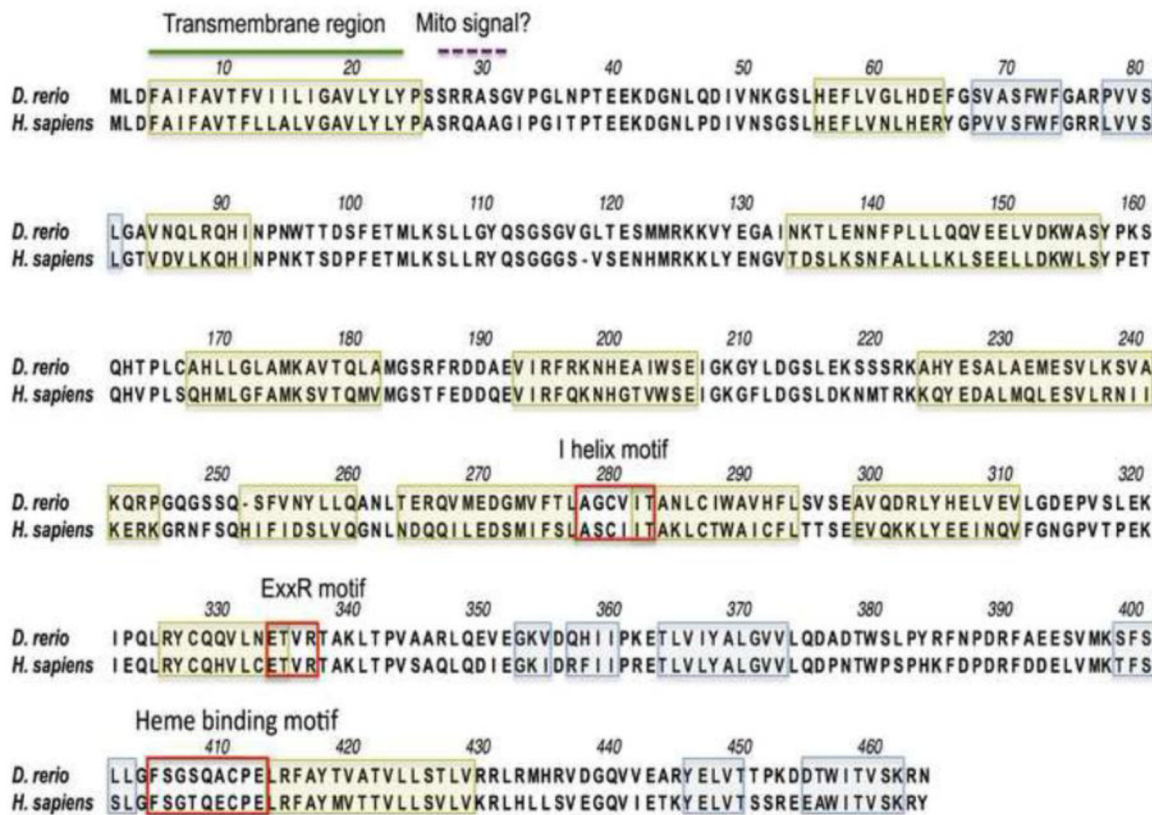 Transmembrane region Mito signal?
10 20 30 40 50 60 70 80
D. rerio MLDFAIFAVTFVIILIGAVLYLYPSSRRASGVPGLNPTEEKDGNLQDIVNKGSLHEFLVGLHDEFGSVASFWFGARPVVS
H. sapiens MLDFAIFAVTFLLALVGAVLYLYPASRQAAGIPGITPTEEKDGNLPDIVNSGSLHEFLVNLHERYGPVVSFWFGRRLVVS
90 100 110 120 130 140 150 160
D. rerio LGAVNQLRQHINPNWTTDSFETMLKSLLGYQSGSGVGLTESMMRKKVYEGAINKTLENNFPLLLQQVEELVDKWASYPKS
H. sapiens LGTVDVLKQHINPNKTSDPFETMLKSLLRYQSGGGS-VSENHMRKKLYENGVTDSLKSNFALLLKLSEELLDKWLSYPET
170 180 190 200 210 220 230 240
D. rerio QHTPLCAHLLGLAMKAVTQLAMGSRFRDDAEVIRFRKNHEAIWSEIGKGYLDGSLEKSSSRKAHYESALAEMESVLKSVA
H. sapiens QHVPLSQHMLGFAMKSVTQMVMGSTFEDDQEVIRFQKNHGTVWSEIGKGFLDGSLDKNMTRKKQYEDALMQLESVLRNII
I helix motif
250 260 270 280 290 300 310 320
D. rerio KQRPGQGSSQ-SFVNYLLQANLTERQVMEDGMVFTLAGCVITANLCIWAVHFLSVSEAVQDRLYHELVEVLGDEPVSLEK
H. sapiens KERKGRNFSQHIFIDSLVQGNLNDQQILEDSMIFSLASCIITAKLCTWAICFLTTSEEVQKKLYEEINQVFGNGPVTPEK
ExxR motif
330 340 350 360 370 380 390 400
D. rerio IPQLRYCQQVLNETVRTAKLTPVAARLQEVEGKVDQHIIPKETLVIYALGVVLQDADTWSLPYRFNPDRFAEESVMKSFS
H. sapiens IEQLRYCQHVLCETVRTAKLTPVSAQLQDIEGKIDRFIIPRETLVLYALGVVLQDPNTWPSPHKFDPDRFDDELVMKTFS
Heme binding motif
410 420 430 440 450 460
D. rerio LLGFSGSQACPELRFAYTVATVLLSTLVRRLRMHRVDGQVVEARYELVTTPKDDTWITVSKRN
H. sapiens SLGFSGTQECPELRFAYMVTTVLLSVLVKRLHLLSVEGQVIETKYELVTSSREEAWITVSKRY